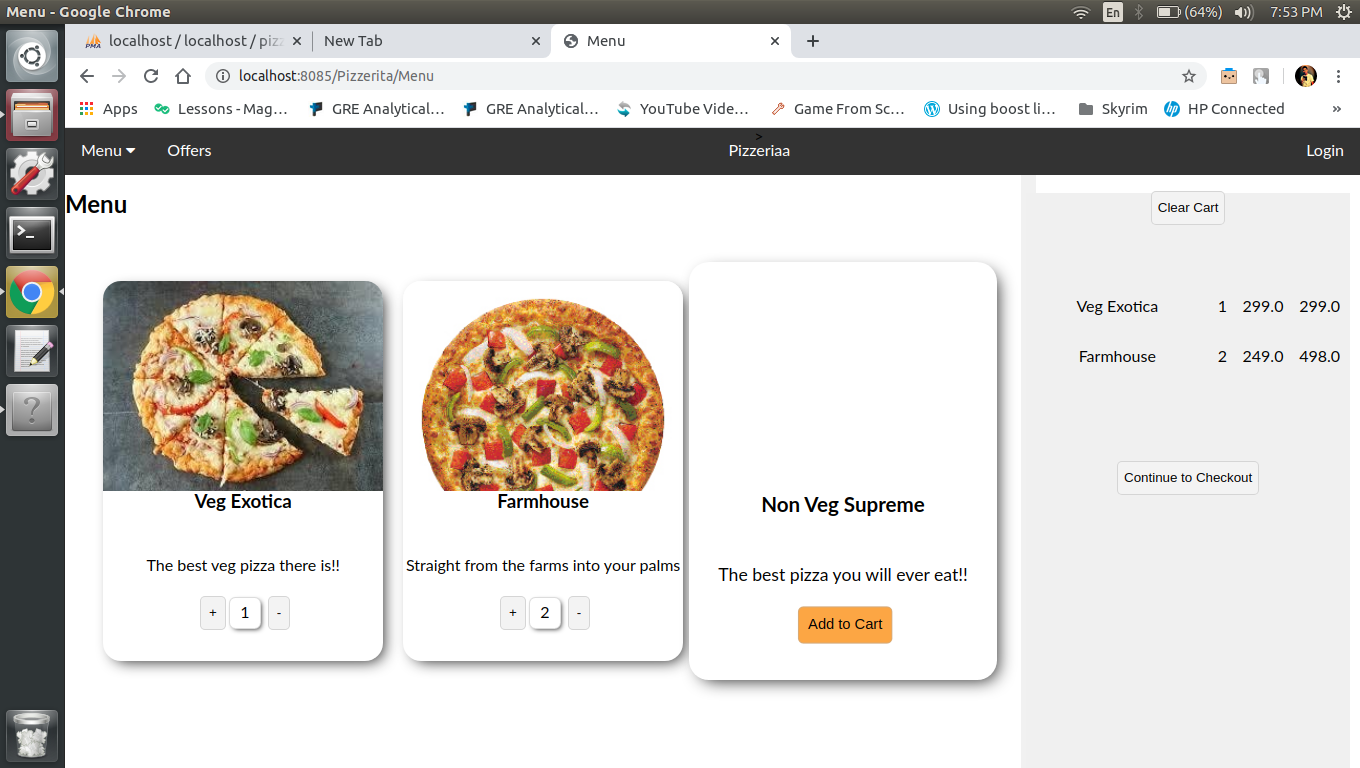 Menu - Google Chrome
En
(64%)
7:53 PM
PMA
localhost / localhost / pizz
New Tab
Menu
localhost:8085/Pizzerita/Menu
Apps
Lessons - Mag…
GRE Analytical…
GRE Analytical…
YouTube Vide…
Game From Sc…
Using boost li…
Skyrim
HP Connected
»
>
Menu
Offers
Pizzeriaa
Login
Menu
Clear Cart
Veg Exotica 1 299.0 299.0
Farmhouse 2 249.0 498.0
Continue to Checkout
Veg Exotica
The best veg pizza there is!!
+ 1 -
Farmhouse
Straight from the farms into your palms
+ 2 -
Non Veg Supreme
The best pizza you will ever eat!!
Add to Cart